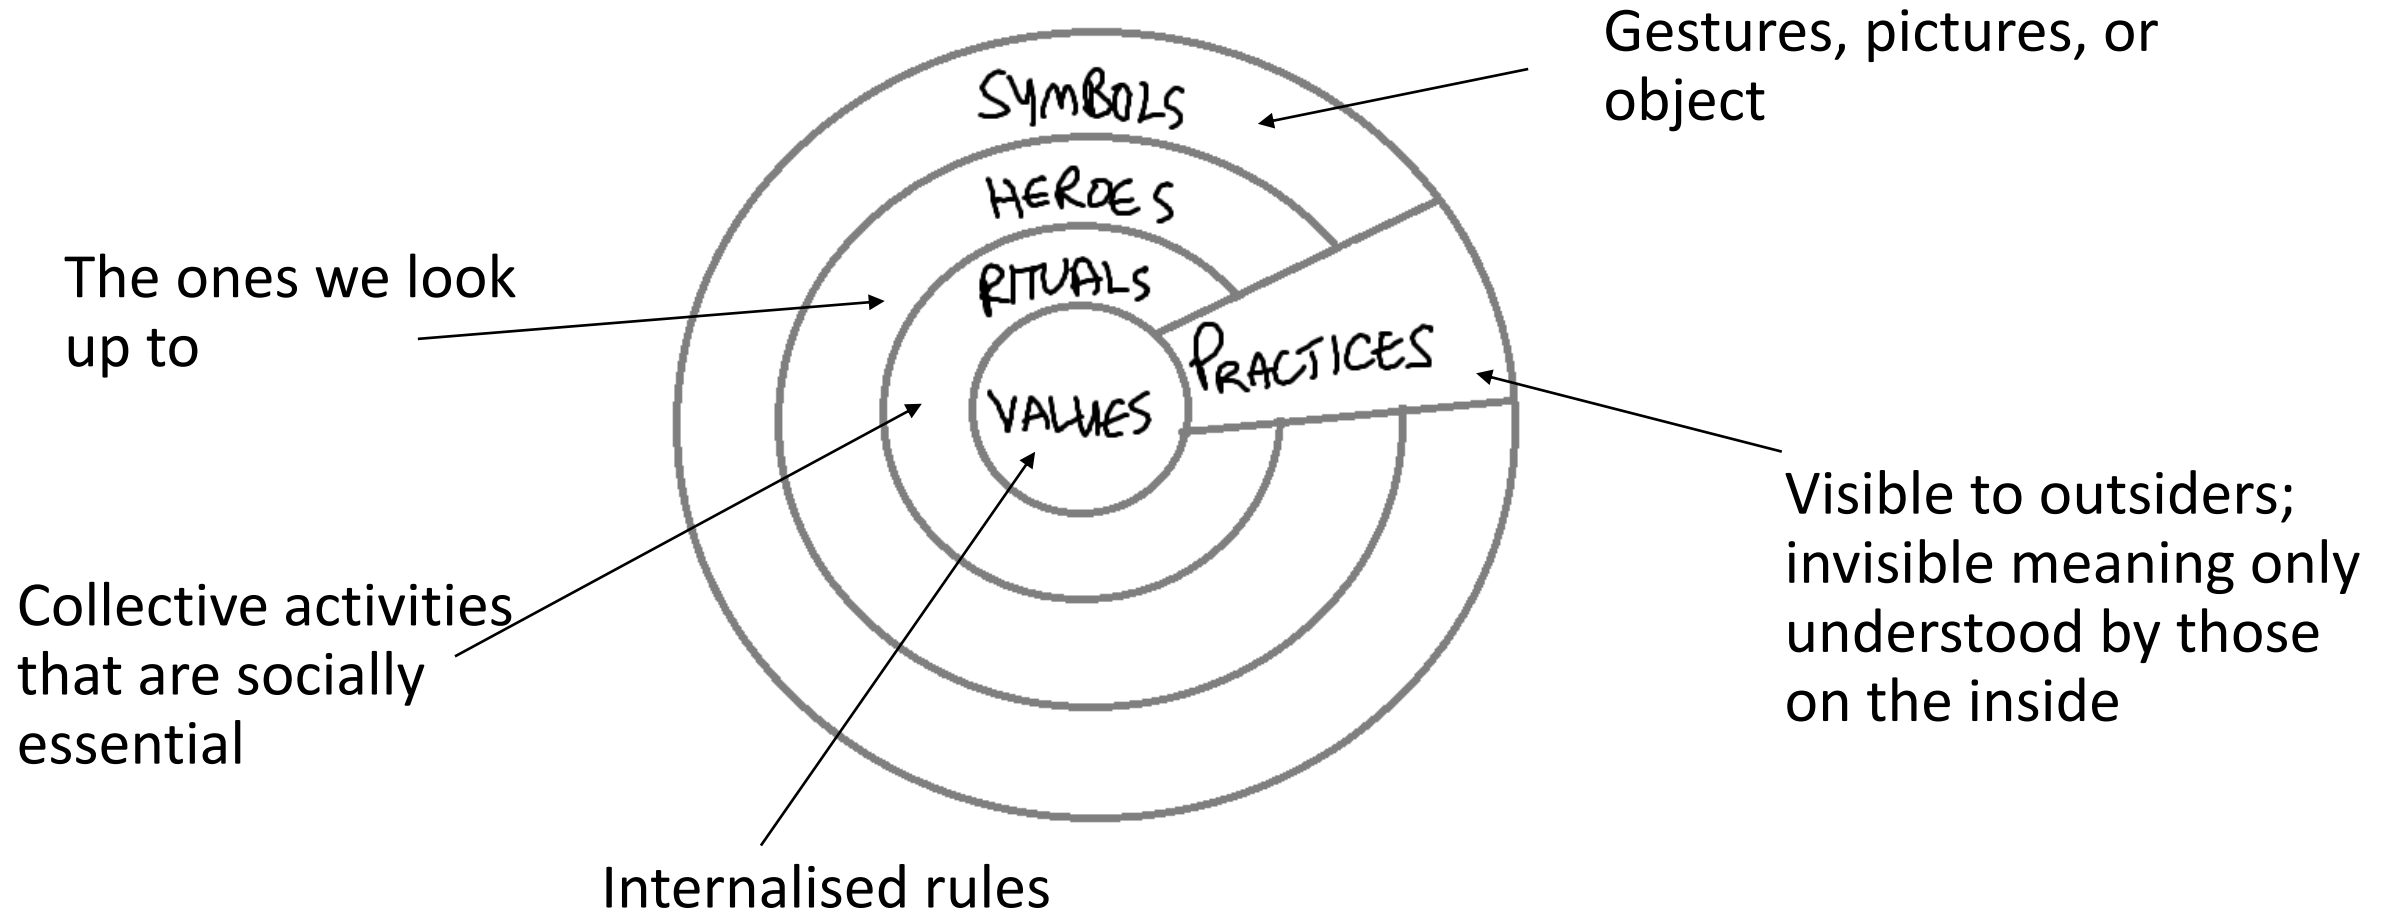 Gestures, pictures, or
object
SYMBOLS
HEROES
RITUALS
PRACTICES
VALUES
The ones we look
up to
Collective activities
that are socially
essential
Visible to outsiders;
invisible meaning only
understood by those
on the inside
Internalised rules